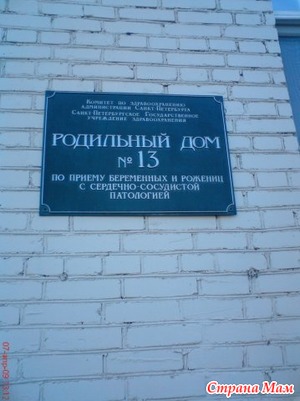 Комитет по здравоохранению
администрации Санкт-Петербурга
Санкт-Петербургское Государственное
учреждение здравоохранения
РОДИЛЬНЫЙ ДОМ
№ 13
ПО ПРИЕМУ БЕРЕМЕННЫХ И РОЖЕНИЦ
С СЕРДЕЧНО-СОСУДИСТОЙ
ПАТОЛОГИЕЙ
Страна Мам